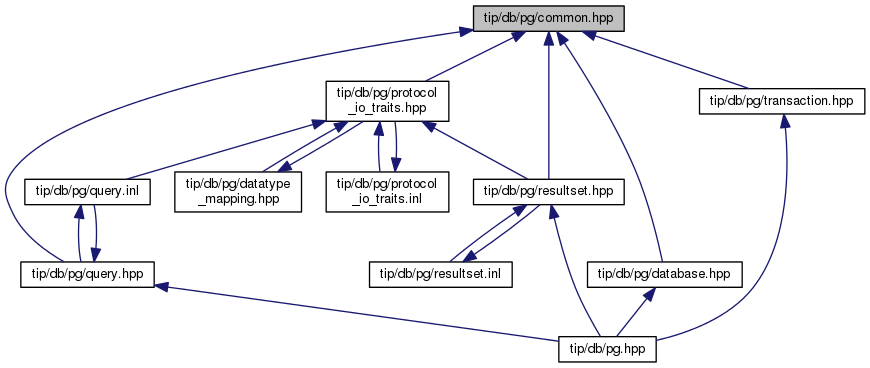 tip/db/pg/common.hpp
tip/db/pg/protocol
_io_traits.hpp
tip/db/pg/transaction.hpp
tip/db/pg/query.inl
tip/db/pg/datatype
_mapping.hpp
tip/db/pg/protocol
_io_traits.inl
tip/db/pg/resultset.hpp
tip/db/pg/query.hpp
tip/db/pg/resultset.inl
tip/db/pg/database.hpp
tip/db/pg.hpp